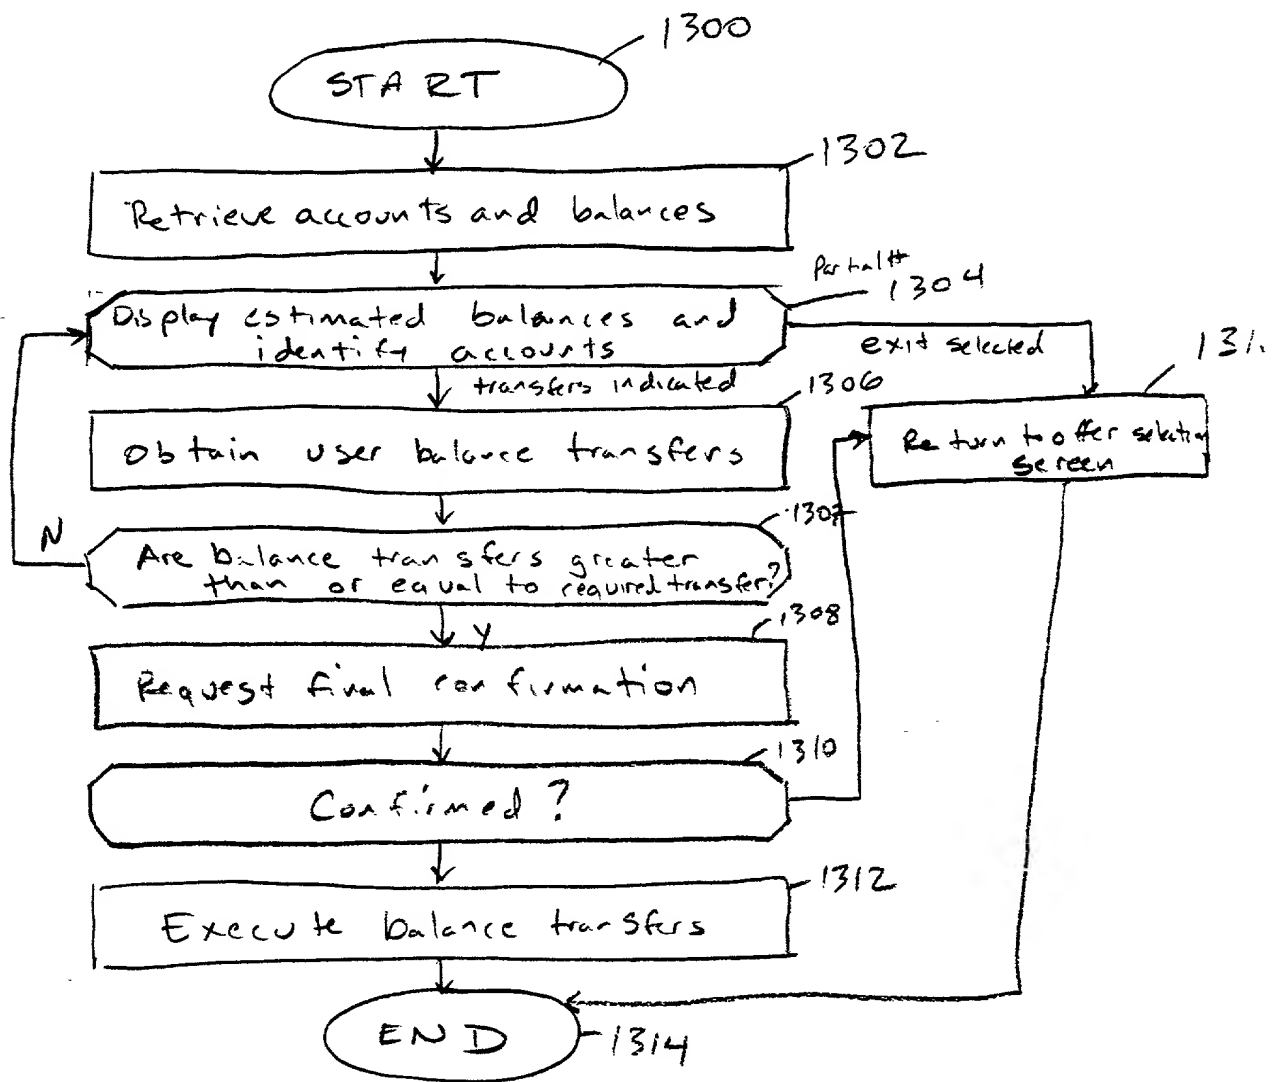 1300
START
1302
Retrieve accounts and balances
Partial #
1304
Display estimated balances and
identify accounts
exit selected
131
transfers indicated
1306
Return to offer selection
screen
Obtain user balance transfers
1307
N
Are balance transfers greater
than or equal to required transfer?
Y
1308
Request final confirmation
1310
Confirmed?
1312
Execute balance transfers
END
1314